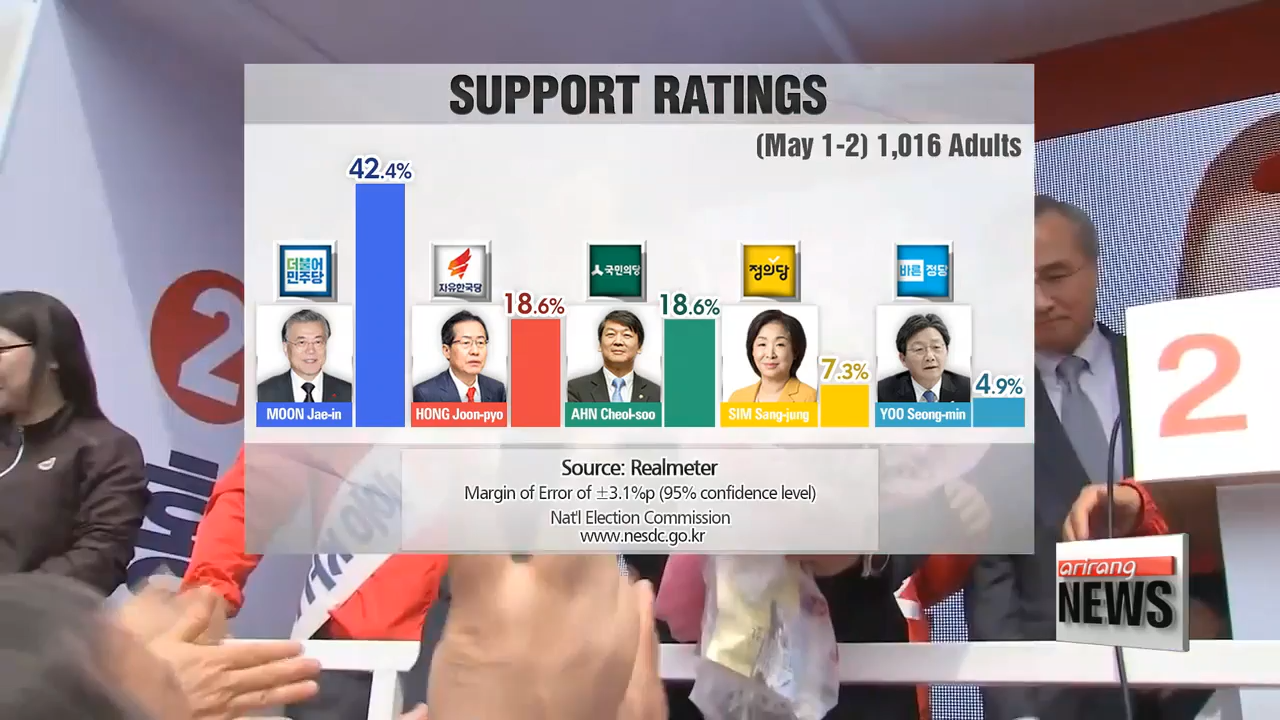 SUPPORT RATINGS
(May 1-2) 1,016 Adults
42.4%
18.6%
18.6%
7.3%
4.9%
더불어
민주당
자유한국당
국민의당
정의당
바른 정당
MOON Jae-in
HONG Joon-pyo
AHN Cheol-soo
SIM Sang-jung
YOO Seong-min
Source: Realmeter
Margin of Error of ±3.1%p (95% confidence level)
Nat'l Election Commission
www.nesdc.go.kr
2
2
arirang
NEWS